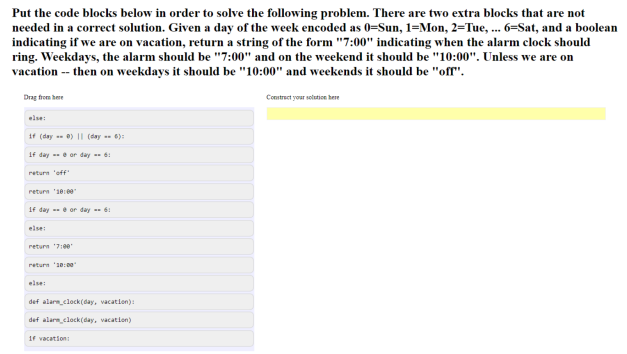 Put the code blocks below in order to solve the following problem. There are two extra blocks that are not
needed in a correct solution. Given a day of the week encoded as 0=Sun, 1=Mon, 2=Tue, ... 6=Sat, and a boolean
indicating if we are on vacation, return a string of the form "7:00" indicating when the alarm clock should
ring. Weekdays, the alarm should be "7:00" and on the weekend it should be "10:00". Unless we are on
vacation -- then on weekdays it should be "10:00" and weekends it should be "off".
Drag from here
Construct your solution here
else:
if (day == 0) || (day == 6):
if day == 0 or day == 6:
return 'off'
return '10:00'
if day == 0 or day == 6:
else:
return '7:00'
return '10:00'
else:
def alarm_clock(day, vacation):
def alarm_clock(day, vacation)
if vacation: